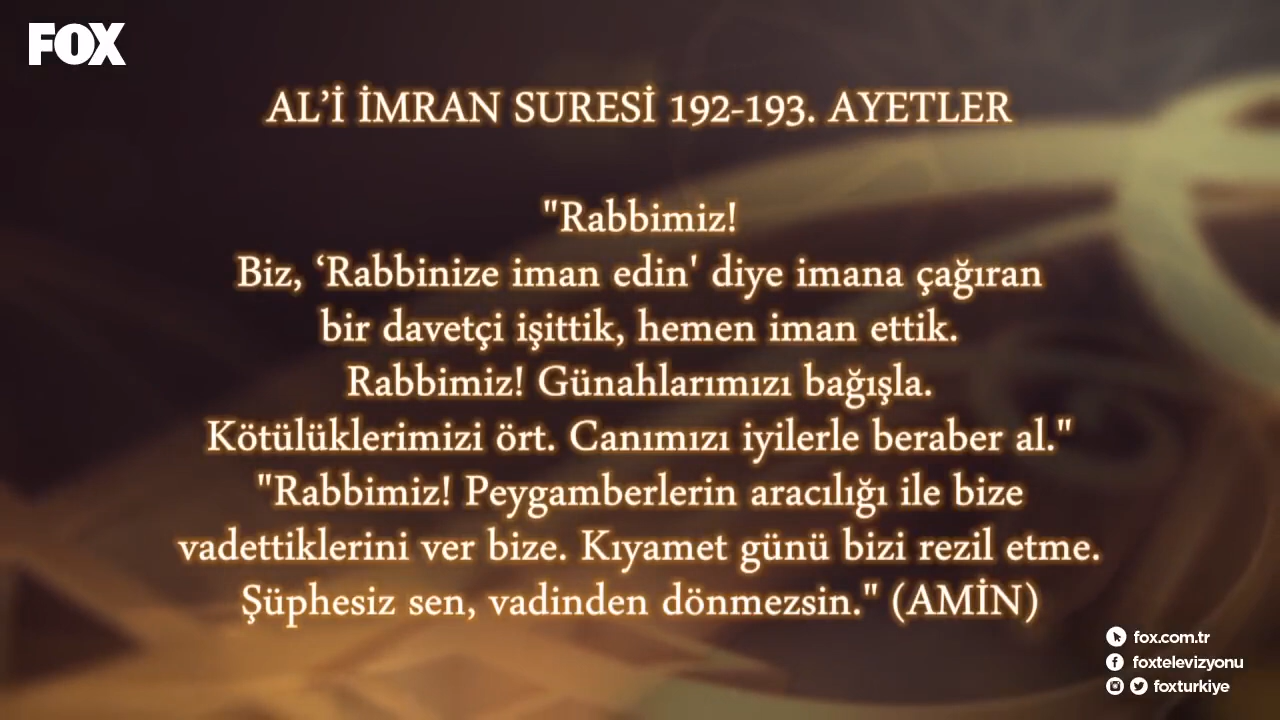 FOX
AL’İ İMRAN SURESİ 192-193. AYETLER
"Rabbimiz!
Biz, ‘Rabbinize iman edin' diye imana çağıran
bir davetçi işittik, hemen iman ettik.
Rabbimiz! Günahlarımızı bağışla.
Kötülüklerimizi ört. Canımızı iyilerle beraber al."
"Rabbimiz! Peygamberlerin aracılığı ile bize
vadettiklerini ver bize. Kıyamet günü bizi rezil etme.
Şüphesiz sen, vadinden dönmezsin." (AMİN)
fox.com.tr
foxtelevizyonu
foxturkiye